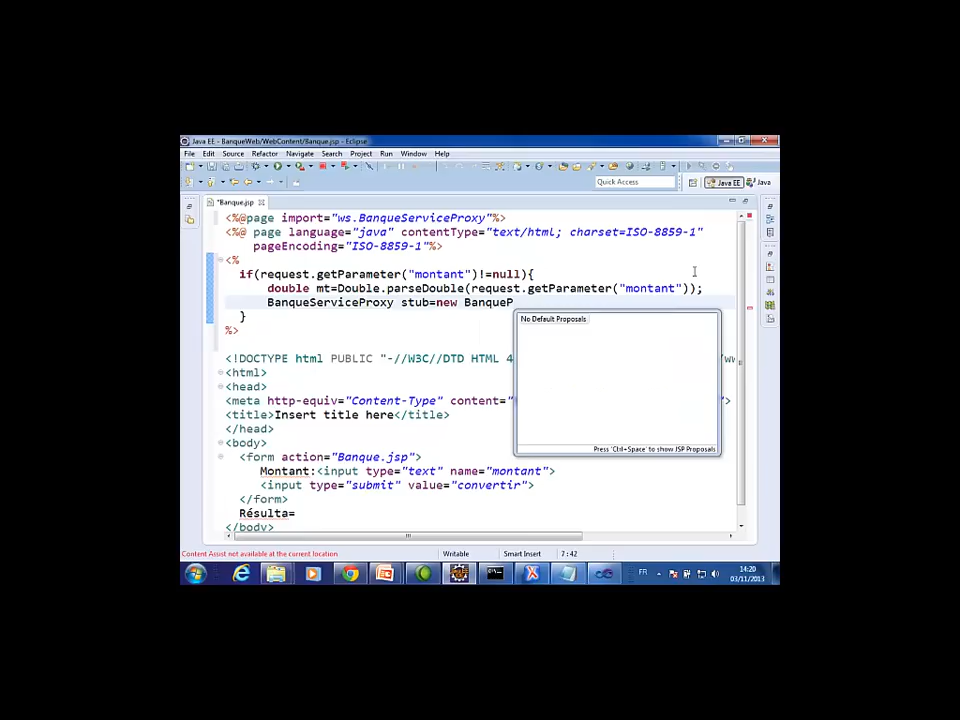 Java EE - BanqueWeb/WebContent/Banque.jsp - Eclipse
File Edit Source Refactor Navigate Search Project Run Window Help
Quick Access
Java EE
Java
*Banque.jsp
<%@page import="ws.BanqueServiceProxy"%>
<%@ page language="java" contentType="text/html; charset=ISO-8859-1"
pageEncoding="ISO-8859-1"%>
<%
if(request.getParameter("montant")!=null){
double mt=Double.parseDouble(request.getParameter("montant"));
BanqueServiceProxy stub=new BanqueP
}
%>
No Default Proposals
Press 'Ctrl+Space' to show JSP Proposals
<!DOCTYPE html PUBLIC "-//W3C//DTD HTML 4
<html>
<head>
<meta http-equiv="Content-Type" content="
<title>Insert title here</title>
</head>
<body>
<form action="Banque.jsp">
Montant:<input type="text" name="montant">
<input type="submit" value="convertir">
</form>
Résulta=
</body>
Content Assist not available at the current location
Writable
Smart Insert
7:42
FR
14:20
03/11/2013